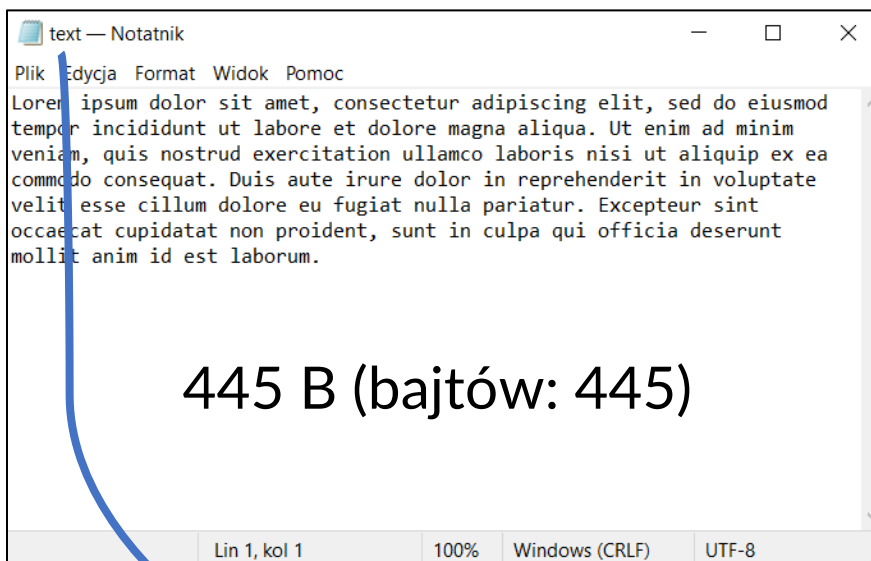 text — Notatnik
Plik Edycja Format Widok Pomoc
Lorem ipsum dolor sit amet, consectetur adipiscing elit, sed do eiusmod
tempor incididunt ut labore et dolore magna aliqua. Ut enim ad minim
veniam, quis nostrud exercitation ullamco laboris nisi ut aliquip ex ea
commodo consequat. Duis aute irure dolor in reprehenderit in voluptate
velit esse cillum dolore eu fugiat nulla pariatur. Excepteur sint
occaecat cupidatat non proident, sunt in culpa qui officia deserunt
mollit anim id est laborum.
445 B (bajtów: 445)
Lin 1, kol 1 100% Windows (CRLF) UTF-8